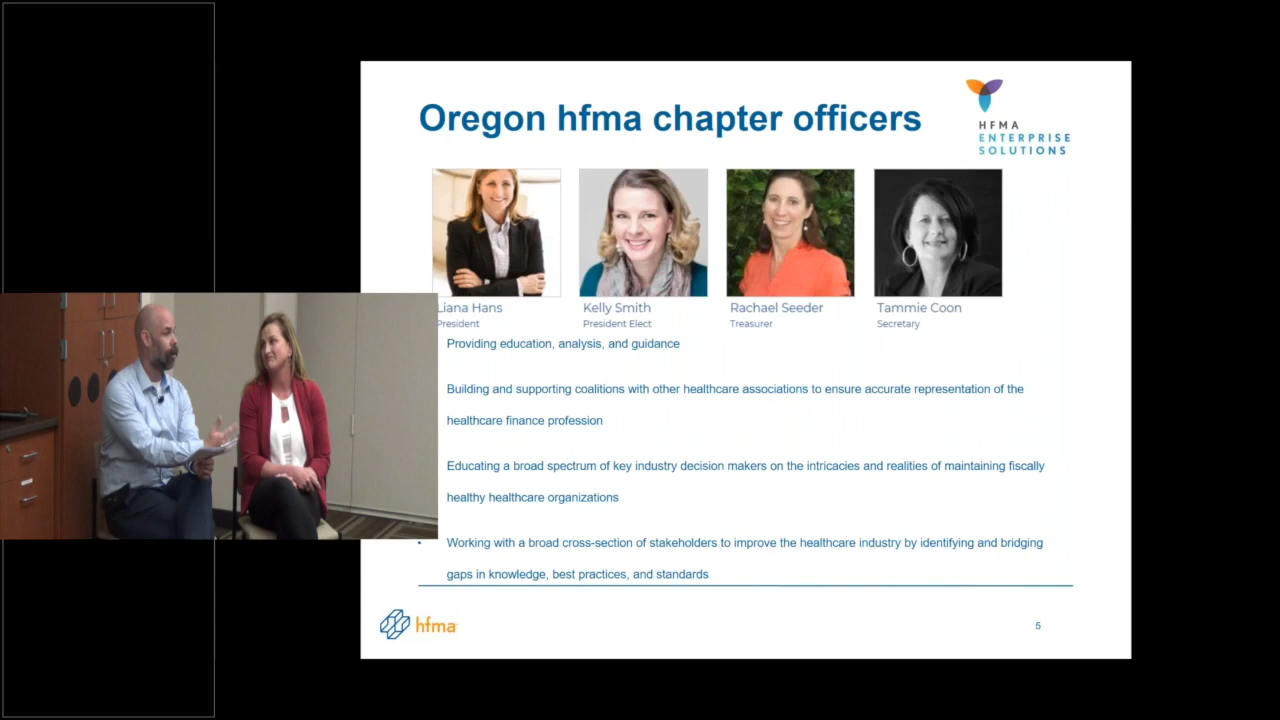 Oregon hfma chapter officers
HFMA
ENTERPRISE
SOLUTIONS
Liana Hans
President
Kelly Smith
President Elect
Rachael Seeder
Treasurer
Tammie Coon
Secretary
Providing education, analysis, and guidance
Building and supporting coalitions with other healthcare associations to ensure accurate representation of the
healthcare finance profession
Educating a broad spectrum of key industry decision makers on the intricacies and realities of maintaining fiscally
healthy healthcare organizations
• Working with a broad cross-section of stakeholders to improve the healthcare industry by identifying and bridging
gaps in knowledge, best practices, and standards
hfma
5